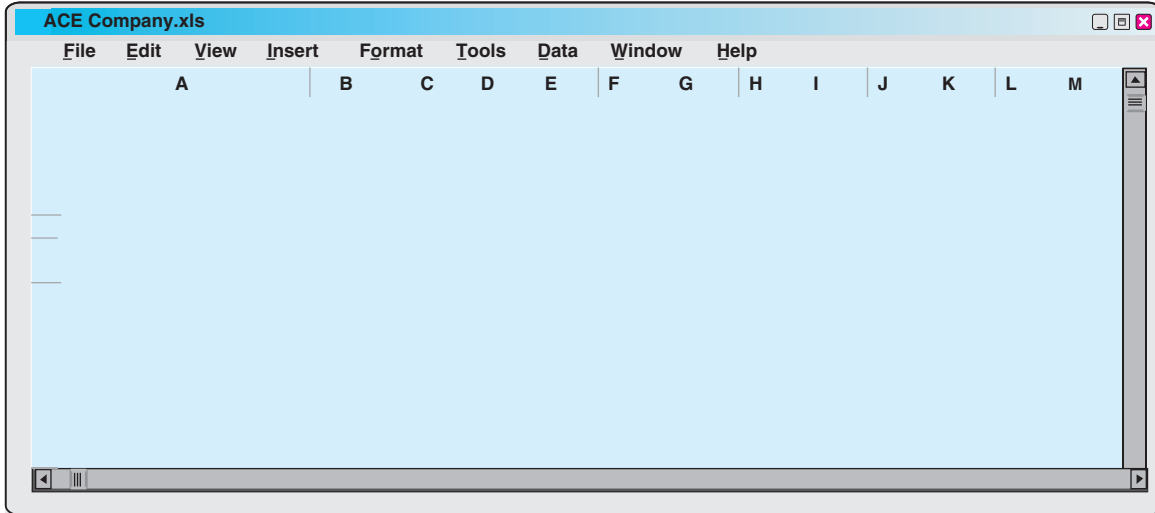 ACE Company.xls
File Edit View Insert Format Tools Data Window Help
A B C D E F G H I J K L M